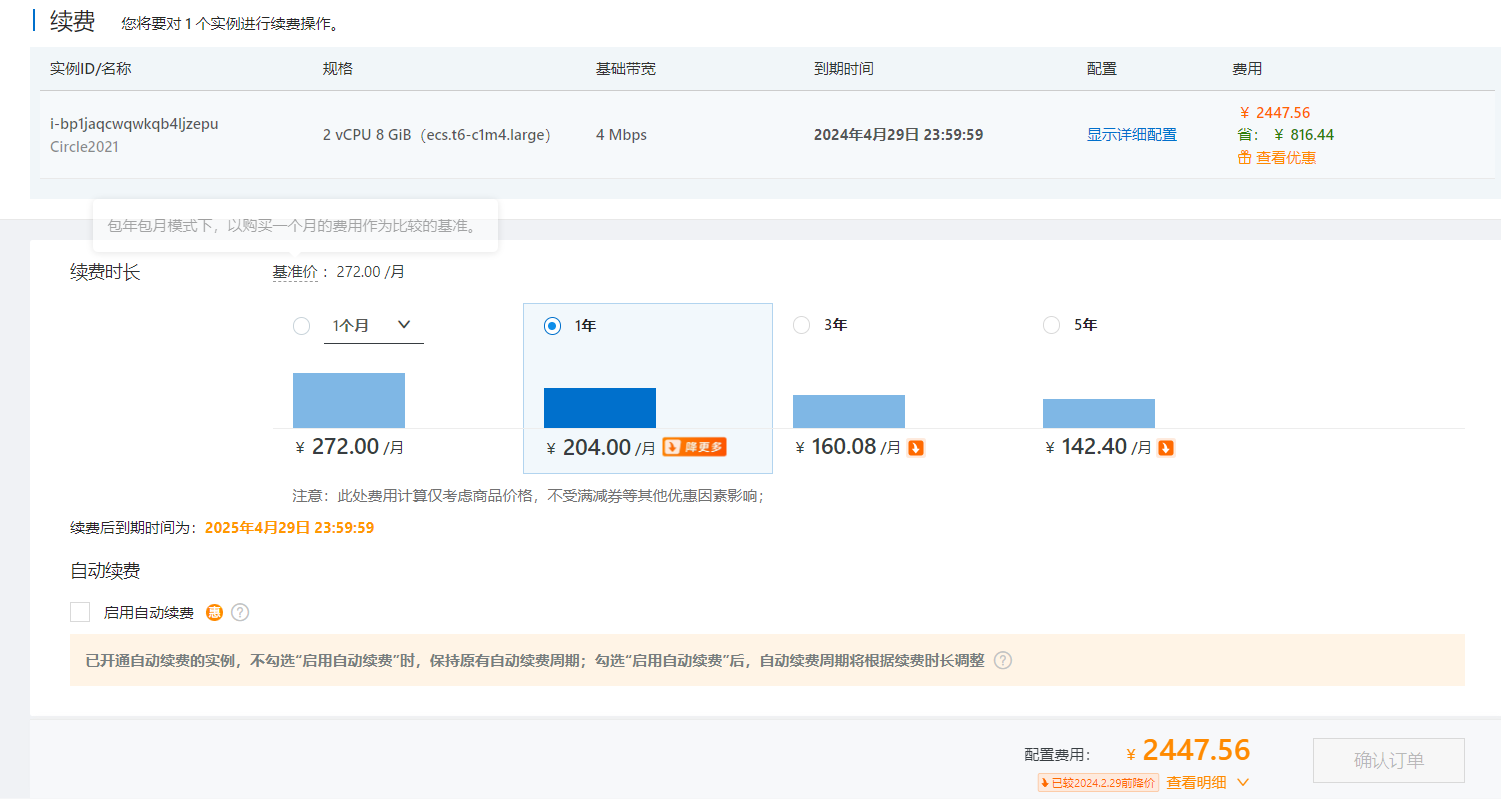 续费 您将要对 1 个实例进行续费操作。
实例ID/名称 规格 基础带宽 到期时间 配置 费用
¥ 2447.56
i-bp1jaqcwqwkqb4ljzepu 2 vCPU 8 GiB（ecs.t6-c1m4.large） 4 Mbps 2024年4月29日 23:59:59 显示详细配置 省： ¥ 816.44
Circle2021 查看优惠
包年包月模式下，以购买一个月的费用作为比较的基准。
续费时长 基准价 ： 272.00 /月
1个月 1年 3年 5年
¥ 272.00 /月 ¥ 204.00 /月 降更多 ¥ 160.08 /月 ¥ 142.40 /月
注意：此处费用计算仅考虑商品价格，不受满减券等其他优惠因素影响；
续费后到期时间为： 2025年4月29日 23:59:59
自动续费
启用自动续费 惠 ?
已开通自动续费的实例，不勾选“启用自动续费”时，保持原有自动续费周期；勾选“启用自动续费”后，自动续费周期将根据续费时长调整 ?
配置费用： ¥ 2447.56 确认订单
已较2024.2.29前降价 查看明细